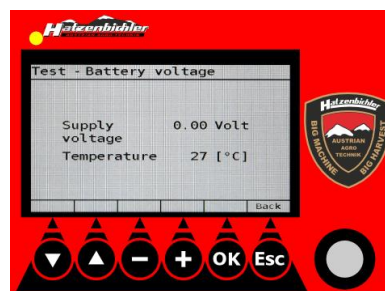 Hatzenbichler
Test - Battery voltage
Supply voltage 0.00 Volt
Temperature 27 [°C]
Back
OK
Esc
Hatzenbichler
AUSTRIAN
AGRO
TECHNIK
BIG MACHINE
BIG HARVEST